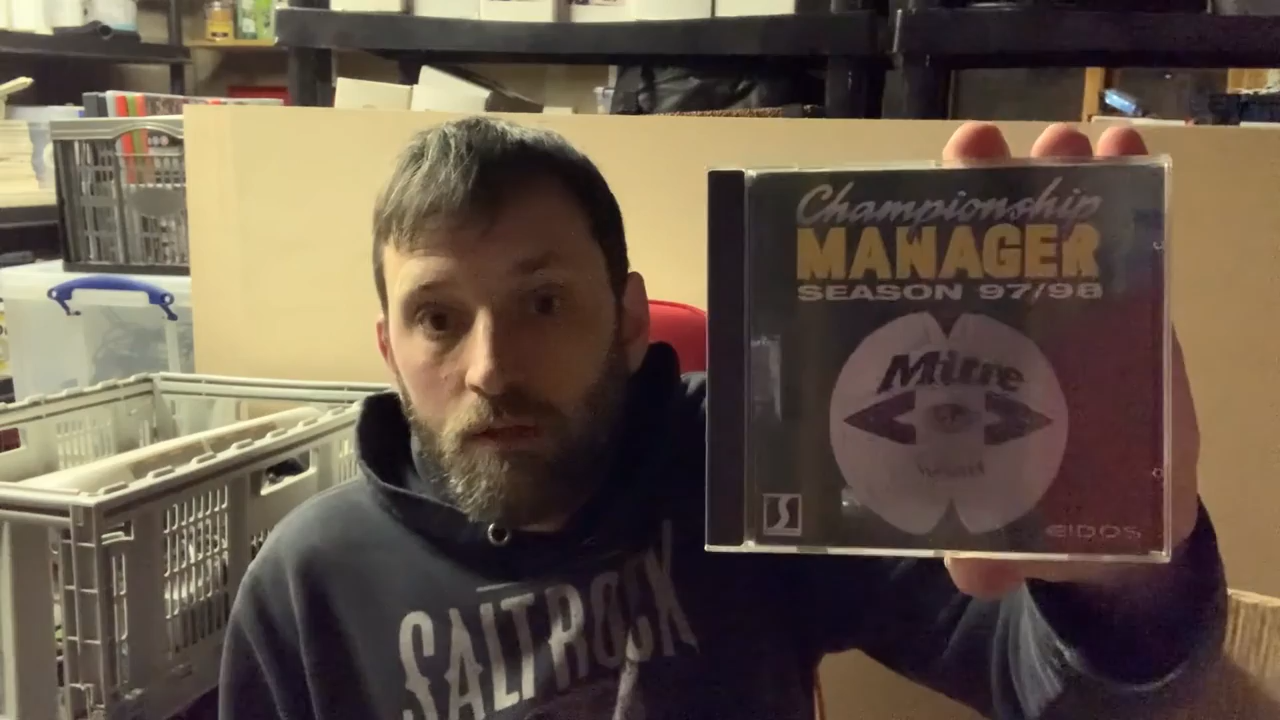 Championship
MANAGER
SEASON 97/98
Mitre
EIDOS
SALTROCK